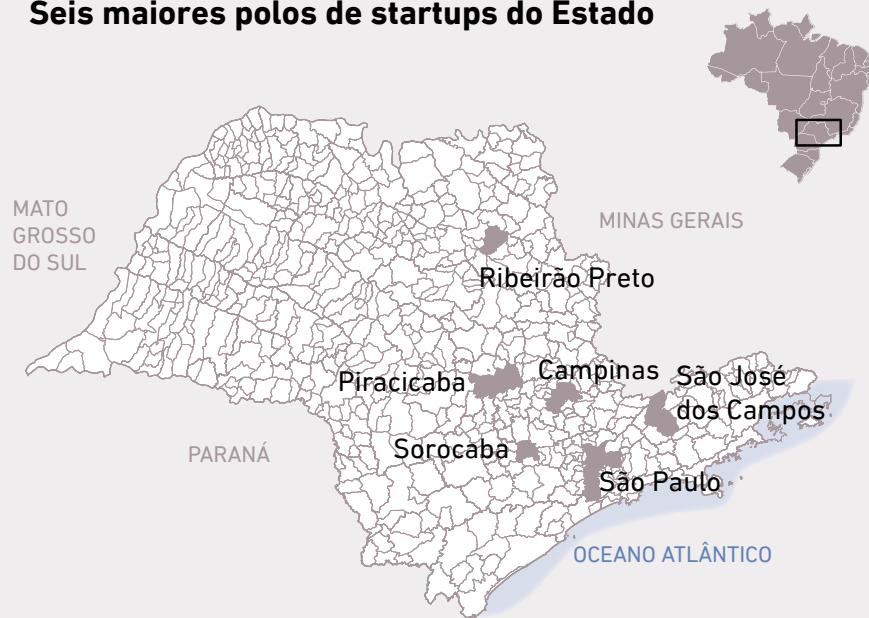 Seis maiores polos de startups do Estado
MATO
GROSSO
DO SUL
MINAS GERAIS
Ribeirão Preto
Piracicaba
Campinas
São José
dos Campos
Sorocaba
PARANÁ
São Paulo
OCEANO ATLÂNTICO